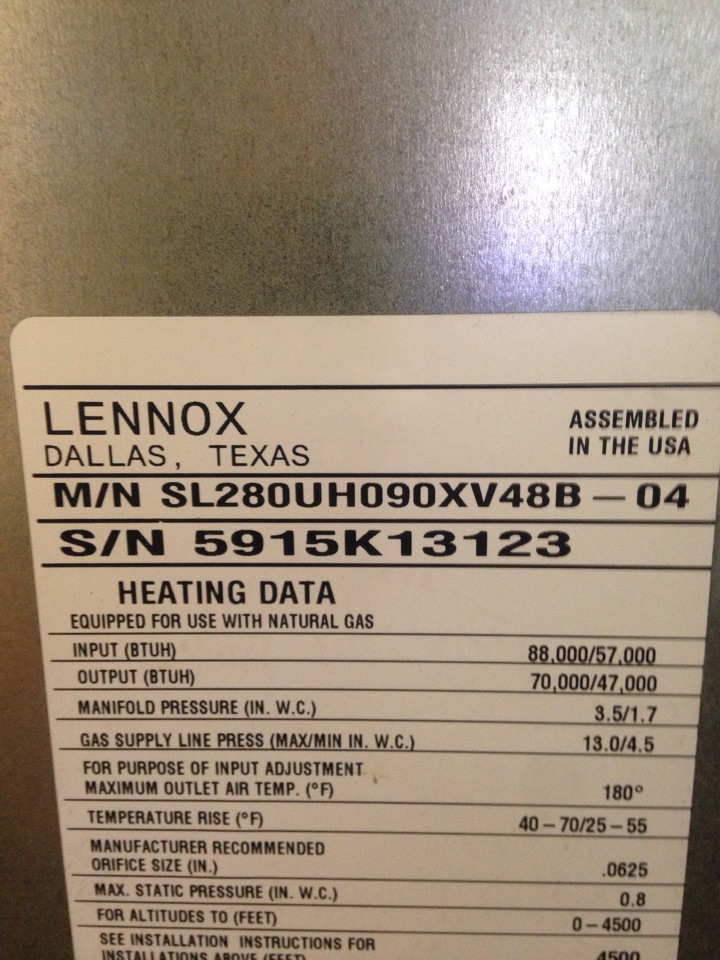 LENNOX
DALLAS, TEXAS
ASSEMBLED
IN THE USA
M/N SL280UH090XV48B – 04
S/N 5915K13123
HEATING DATA
EQUIPPED FOR USE WITH NATURAL GAS
INPUT (BTUH) 88,000/57,000
OUTPUT (BTUH) 70,000/47,000
MANIFOLD PRESSURE (IN. W.C.) 3.5/1.7
GAS SUPPLY LINE PRESS (MAX/MIN IN. W.C.) 13.0/4.5
FOR PURPOSE OF INPUT ADJUSTMENT
MAXIMUM OUTLET AIR TEMP. (°F) 180°
TEMPERATURE RISE (°F) 40 – 70/25 – 55
MANUFACTURER RECOMMENDED
ORIFICE SIZE (IN.) .0625
MAX. STATIC PRESSURE (IN. W.C.) 0.8
FOR ALTITUDES TO (FEET) 0 – 4500
SEE INSTALLATION INSTRUCTIONS FOR
INSTALLATIONS ABOVE (FEET) 4500